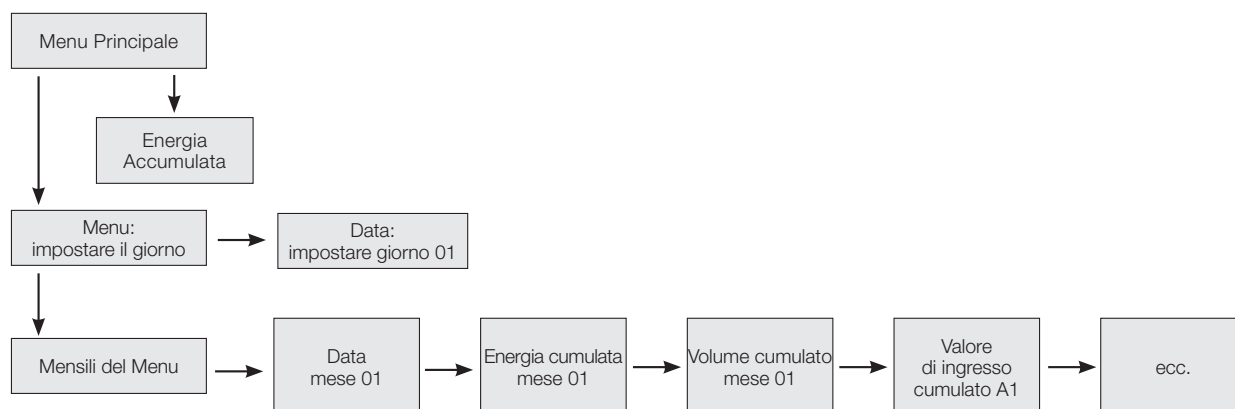 Menu Principale
Energia
Accumulata
Menu:
impostare il giorno
Data:
impostare giorno 01
Mensili del Menu
Data
mese 01
Energia cumulata
mese 01
Volume cumulato
mese 01
Valore
di ingresso
cumulato A1
ecc.